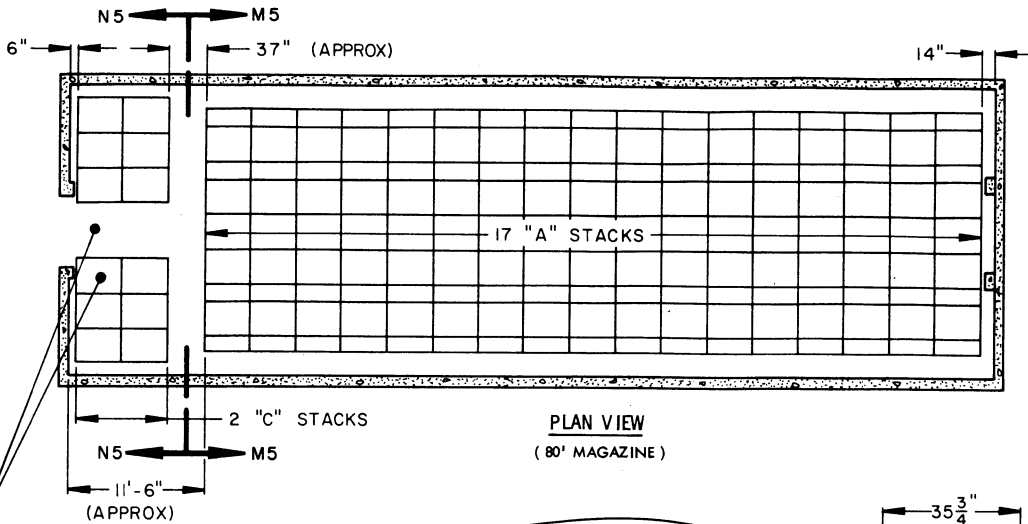 N5 M5
6" 37" (APPROX) 14"
17 "A" STACKS
2 "C" STACKS
PLAN VIEW
(80' MAGAZINE)
N5 M5
11'-6"
(APPROX)
35 3/4"